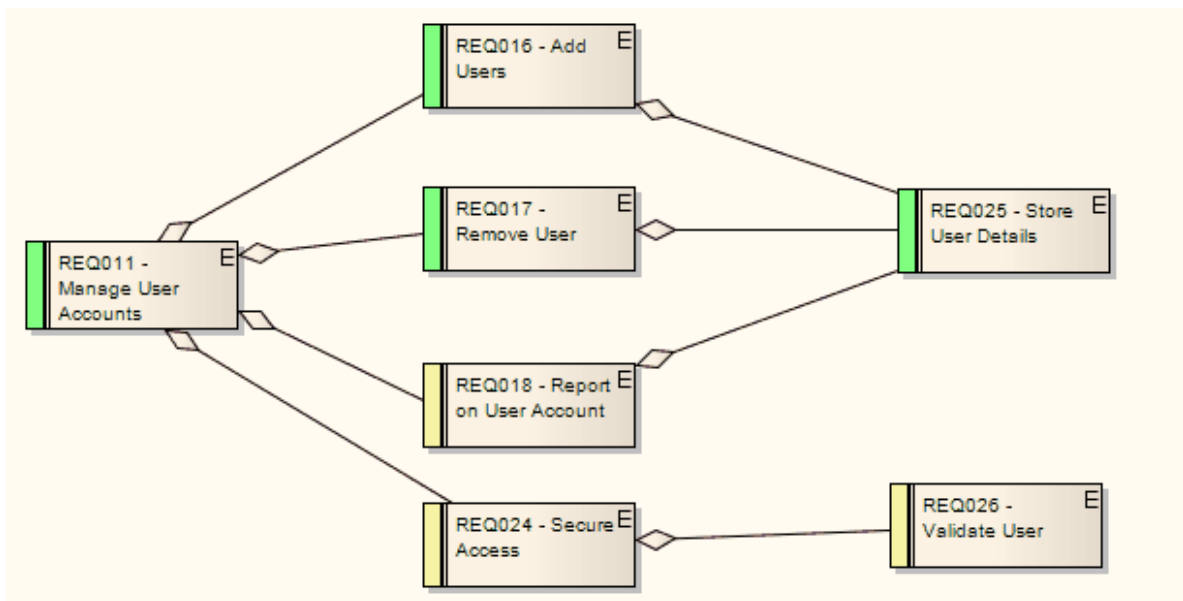 REQ016 - Add E
Users
REQ017 - E
Remove User
REQ025 - Store E
User Details
REQ011 - E
Manage User
Accounts
REQ018 - Report E
on User Account
REQ024 - Secure E
Access
REQ026 - E
Validate User